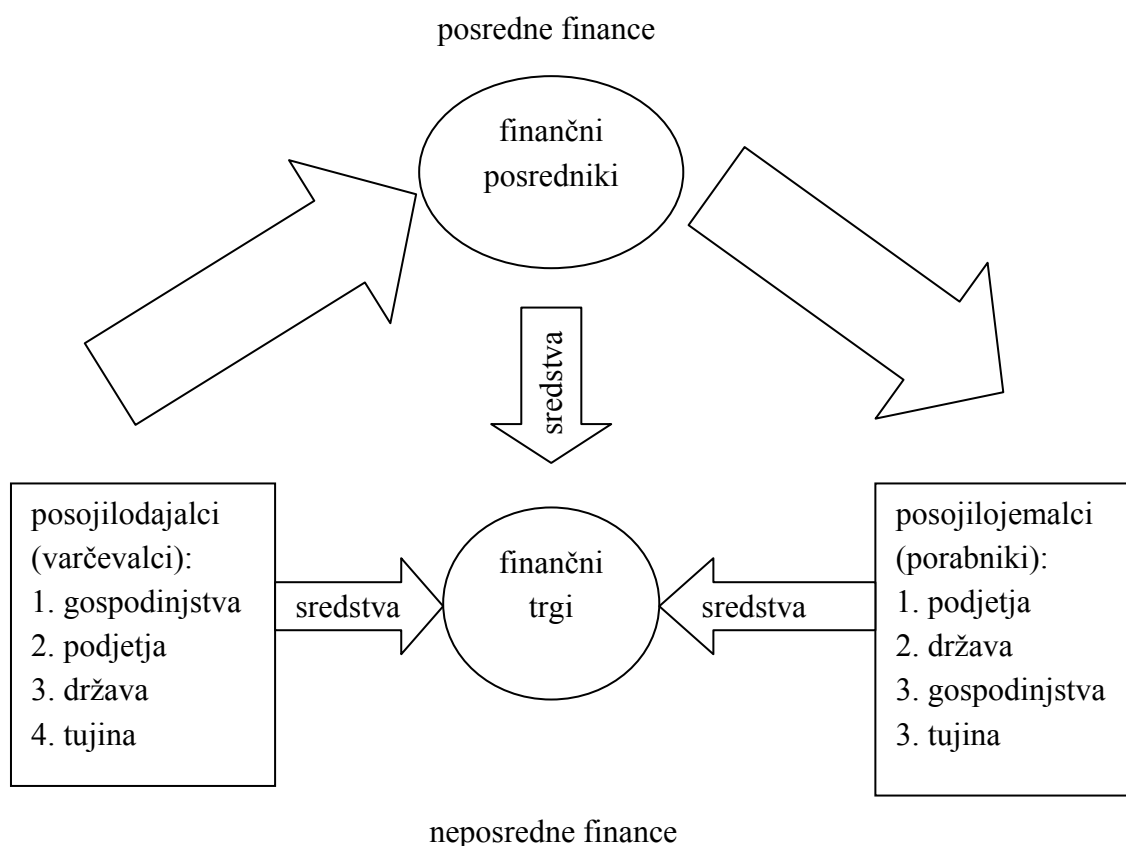 posredne finance
finančni
posredniki
sredstva
posojilodajalci
(varčevalci):
1. gospodinjstva
2. podjetja
3. država
4. tujina
sredstva
finančni
trgi
sredstva
posojilojemalci
(porabniki):
1. podjetja
2. država
3. gospodinjstva
3. tujina
neposredne finance